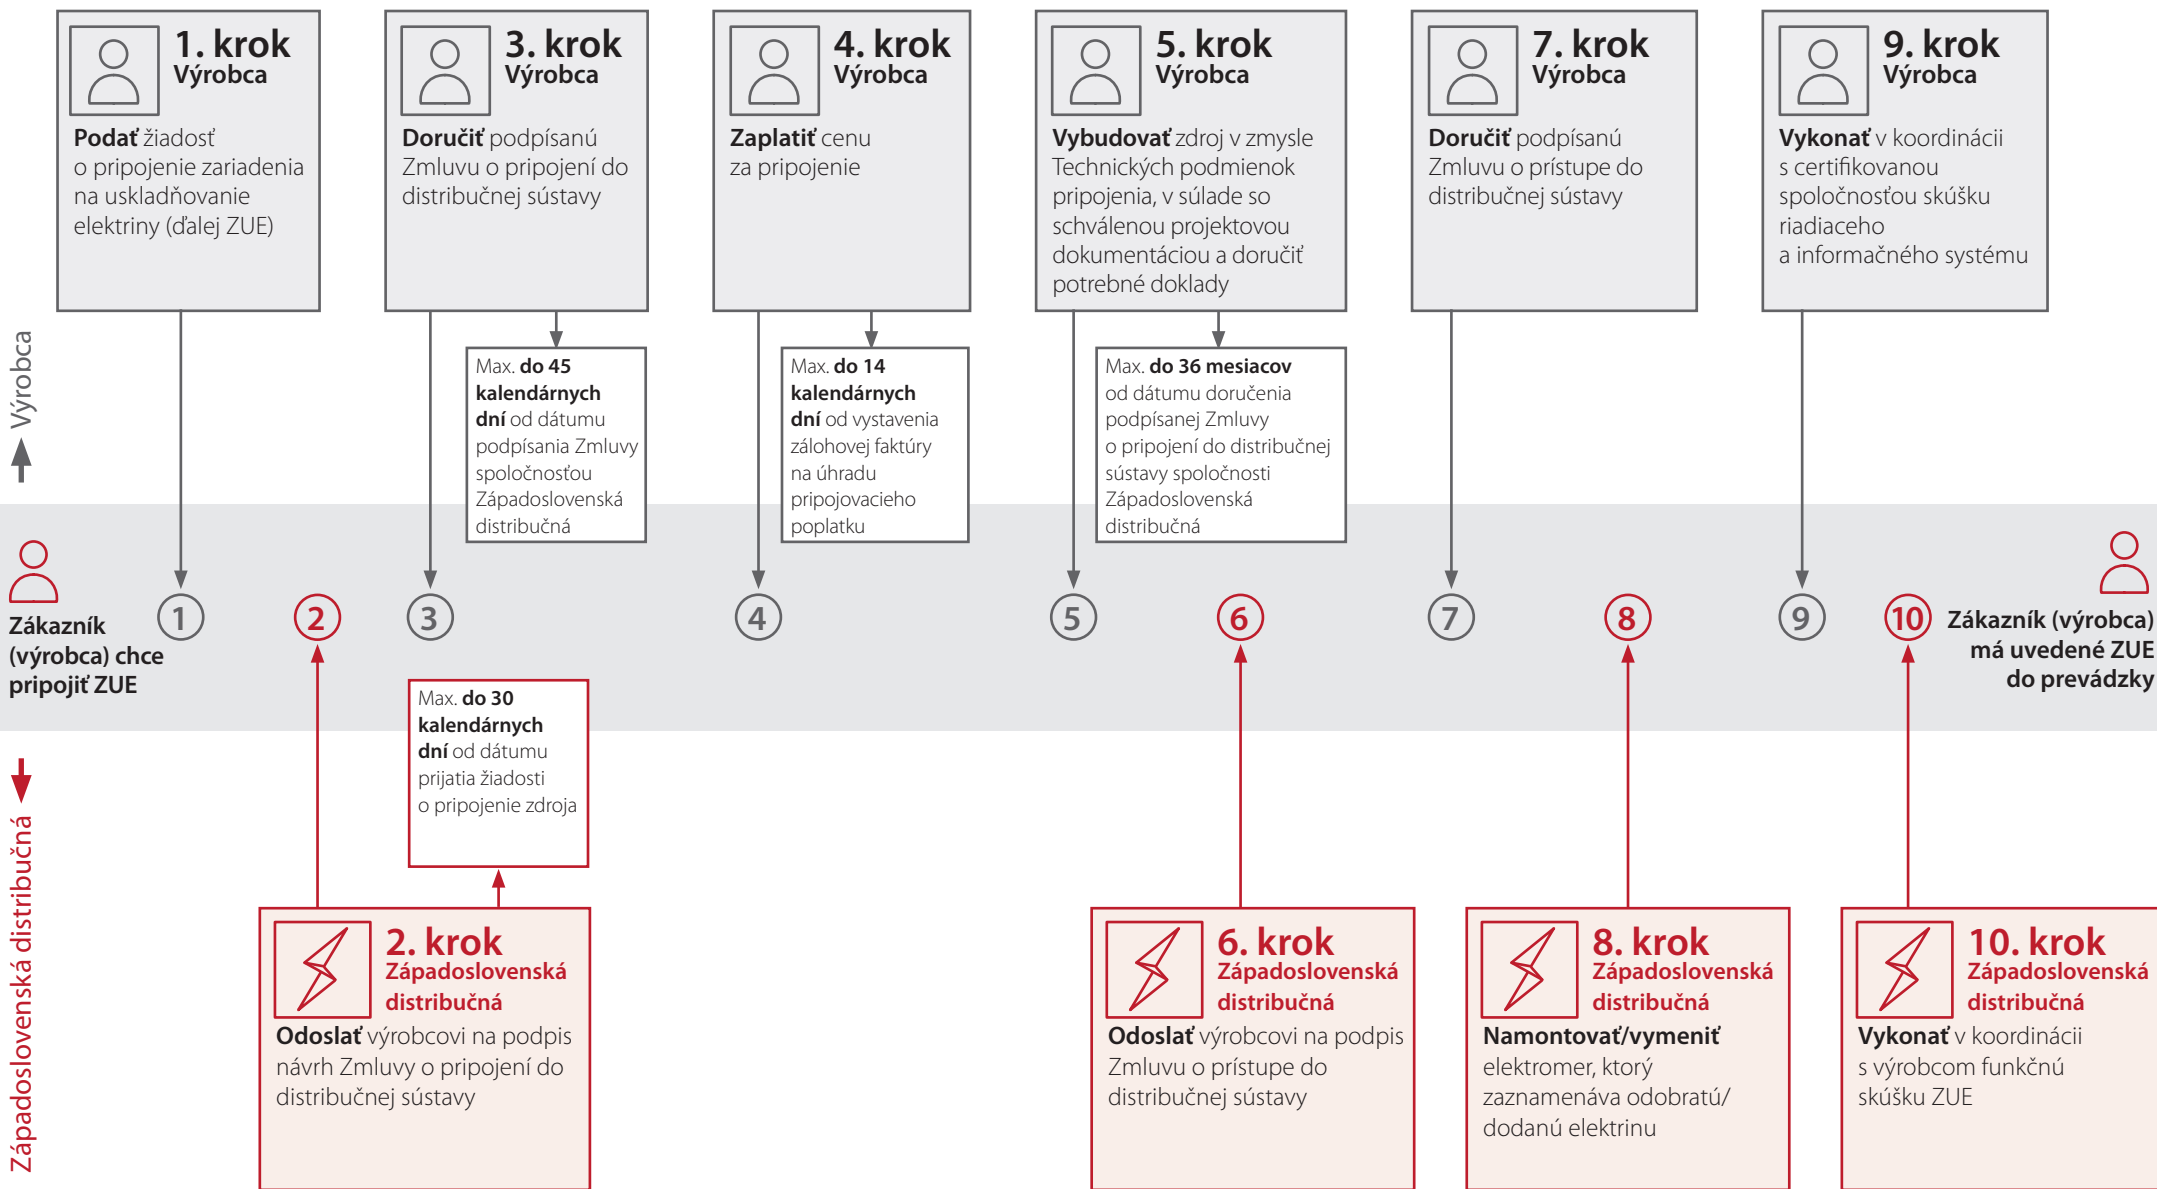 1. krok
Výrobca
Podať žiadosť
o pripojenie zariadenia
na uskladňovanie
elektriny (ďalej ZUE)
3. krok
Výrobca
Doručiť podpísanú
Zmluvu o pripojení do
distribučnej sústavy
4. krok
Výrobca
Zaplatiť cenu
za pripojenie
5. krok
Výrobca
Vybudovať zdroj v zmysle
Technických podmienok
pripojenia, v súlade so
schválenou projektovou
dokumentáciou a doručiť
potrebné doklady
7. krok
Výrobca
Doručiť podpísanú
Zmluvu o prístupe do
distribučnej sústavy
9. krok
Výrobca
Vykonať v koordinácii
s certifikovanou
spoločnosťou skúšku
riadiaceho
a informačného systému
Výrobca
Max. do 45
kalendárnych
dní od dátumu
podpísania Zmluvy
spoločnosťou
Západoslovenská
distribučná
Max. do 14
kalendárnych
dní od vystavenia
zálohovej faktúry
na úhradu
pripojovacieho
poplatku
Max. do 36 mesiacov
od dátumu doručenia
podpísanej Zmluvy
o pripojení do distribučnej
sústavy spoločnosti
Západoslovenská
distribučná
Zákazník
(výrobca) chce
pripojiť ZUE
1
2
3
4
5
6
7
8
9
10
Zákazník (výrobca)
má uvedené ZUE
do prevádzky
Max. do 30
kalendárnych
dní od dátumu
prijatia žiadosti
o pripojenie zdroja
Západoslovenská distribučná
2. krok
Západoslovenská
distribučná
Odoslať výrobcovi na podpis
návrh Zmluvy o pripojení do
distribučnej sústavy
6. krok
Západoslovenská
distribučná
Odoslať výrobcovi na podpis
Zmluvu o prístupe do
distribučnej sústavy
8. krok
Západoslovenská
distribučná
Namontovať/vymeniť
elektromer, ktorý
zaznamenáva odobratú/
dodanú elektrinu
10. krok
Západoslovenská
distribučná
Vykonať v koordinácii
s výrobcom funkčnú
skúšku ZUE